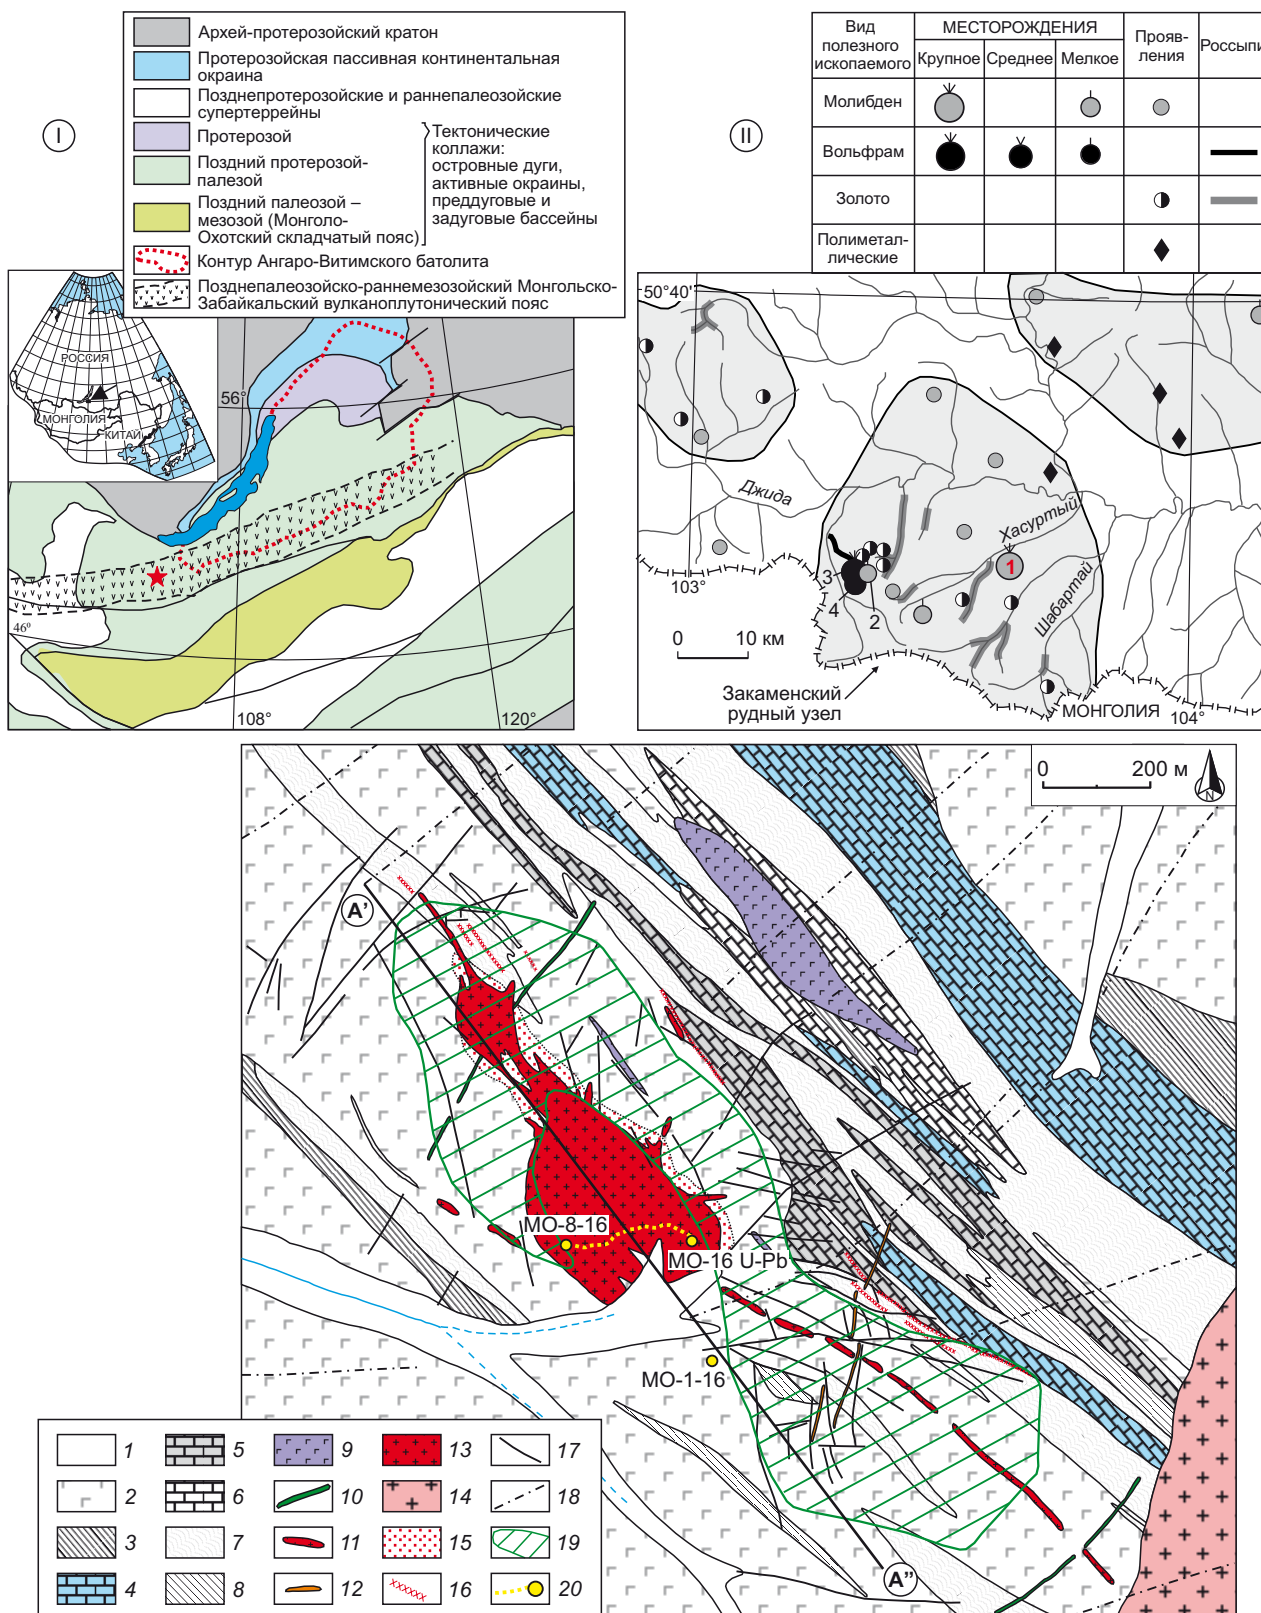 I
Архей-протерозойский кратон
Протерозойская пассивная континентальная
окраина
Позднепротерозойские и раннепалеозойские
супертеррейны
Протерозой
Поздний протерозой-
палезой
Поздний палеозой –
мезозой (Монголо-
Охотский складчатый пояс)
Тектонические
коллажи:
островные дуги,
активные окраины,
преддуговые и
задуговые бассейны
Контур Ангаро-Витимского батолита
Позднепалеозойско-раннемезозойский Монгольско-
Забайкальский вулканоплутонический пояс
РОССИЯ
МОНГОЛИЯ
КИТАЙ
56°
46°
108°
120°
II
Вид
полезного
ископаемого
МЕСТОРОЖДЕНИЯ
Крупное
Среднее
Мелкое
Прояв-
ления
Россыпи
Молибден
Вольфрам
Золото
Полиметал-
лические
50°40'
Джида
Хасуртый
103°
1
3
4
2
Шабартай
0 10 км
Закаменский
рудный узел
МОНГОЛИЯ
104°
0 200 м
N
А'
МО-8-16
МО-16 U-Pb
МО-1-16
А"
1 5 9 13 17
2 6 10 14 18
3 7 11 15 19
4 8 12 16 20